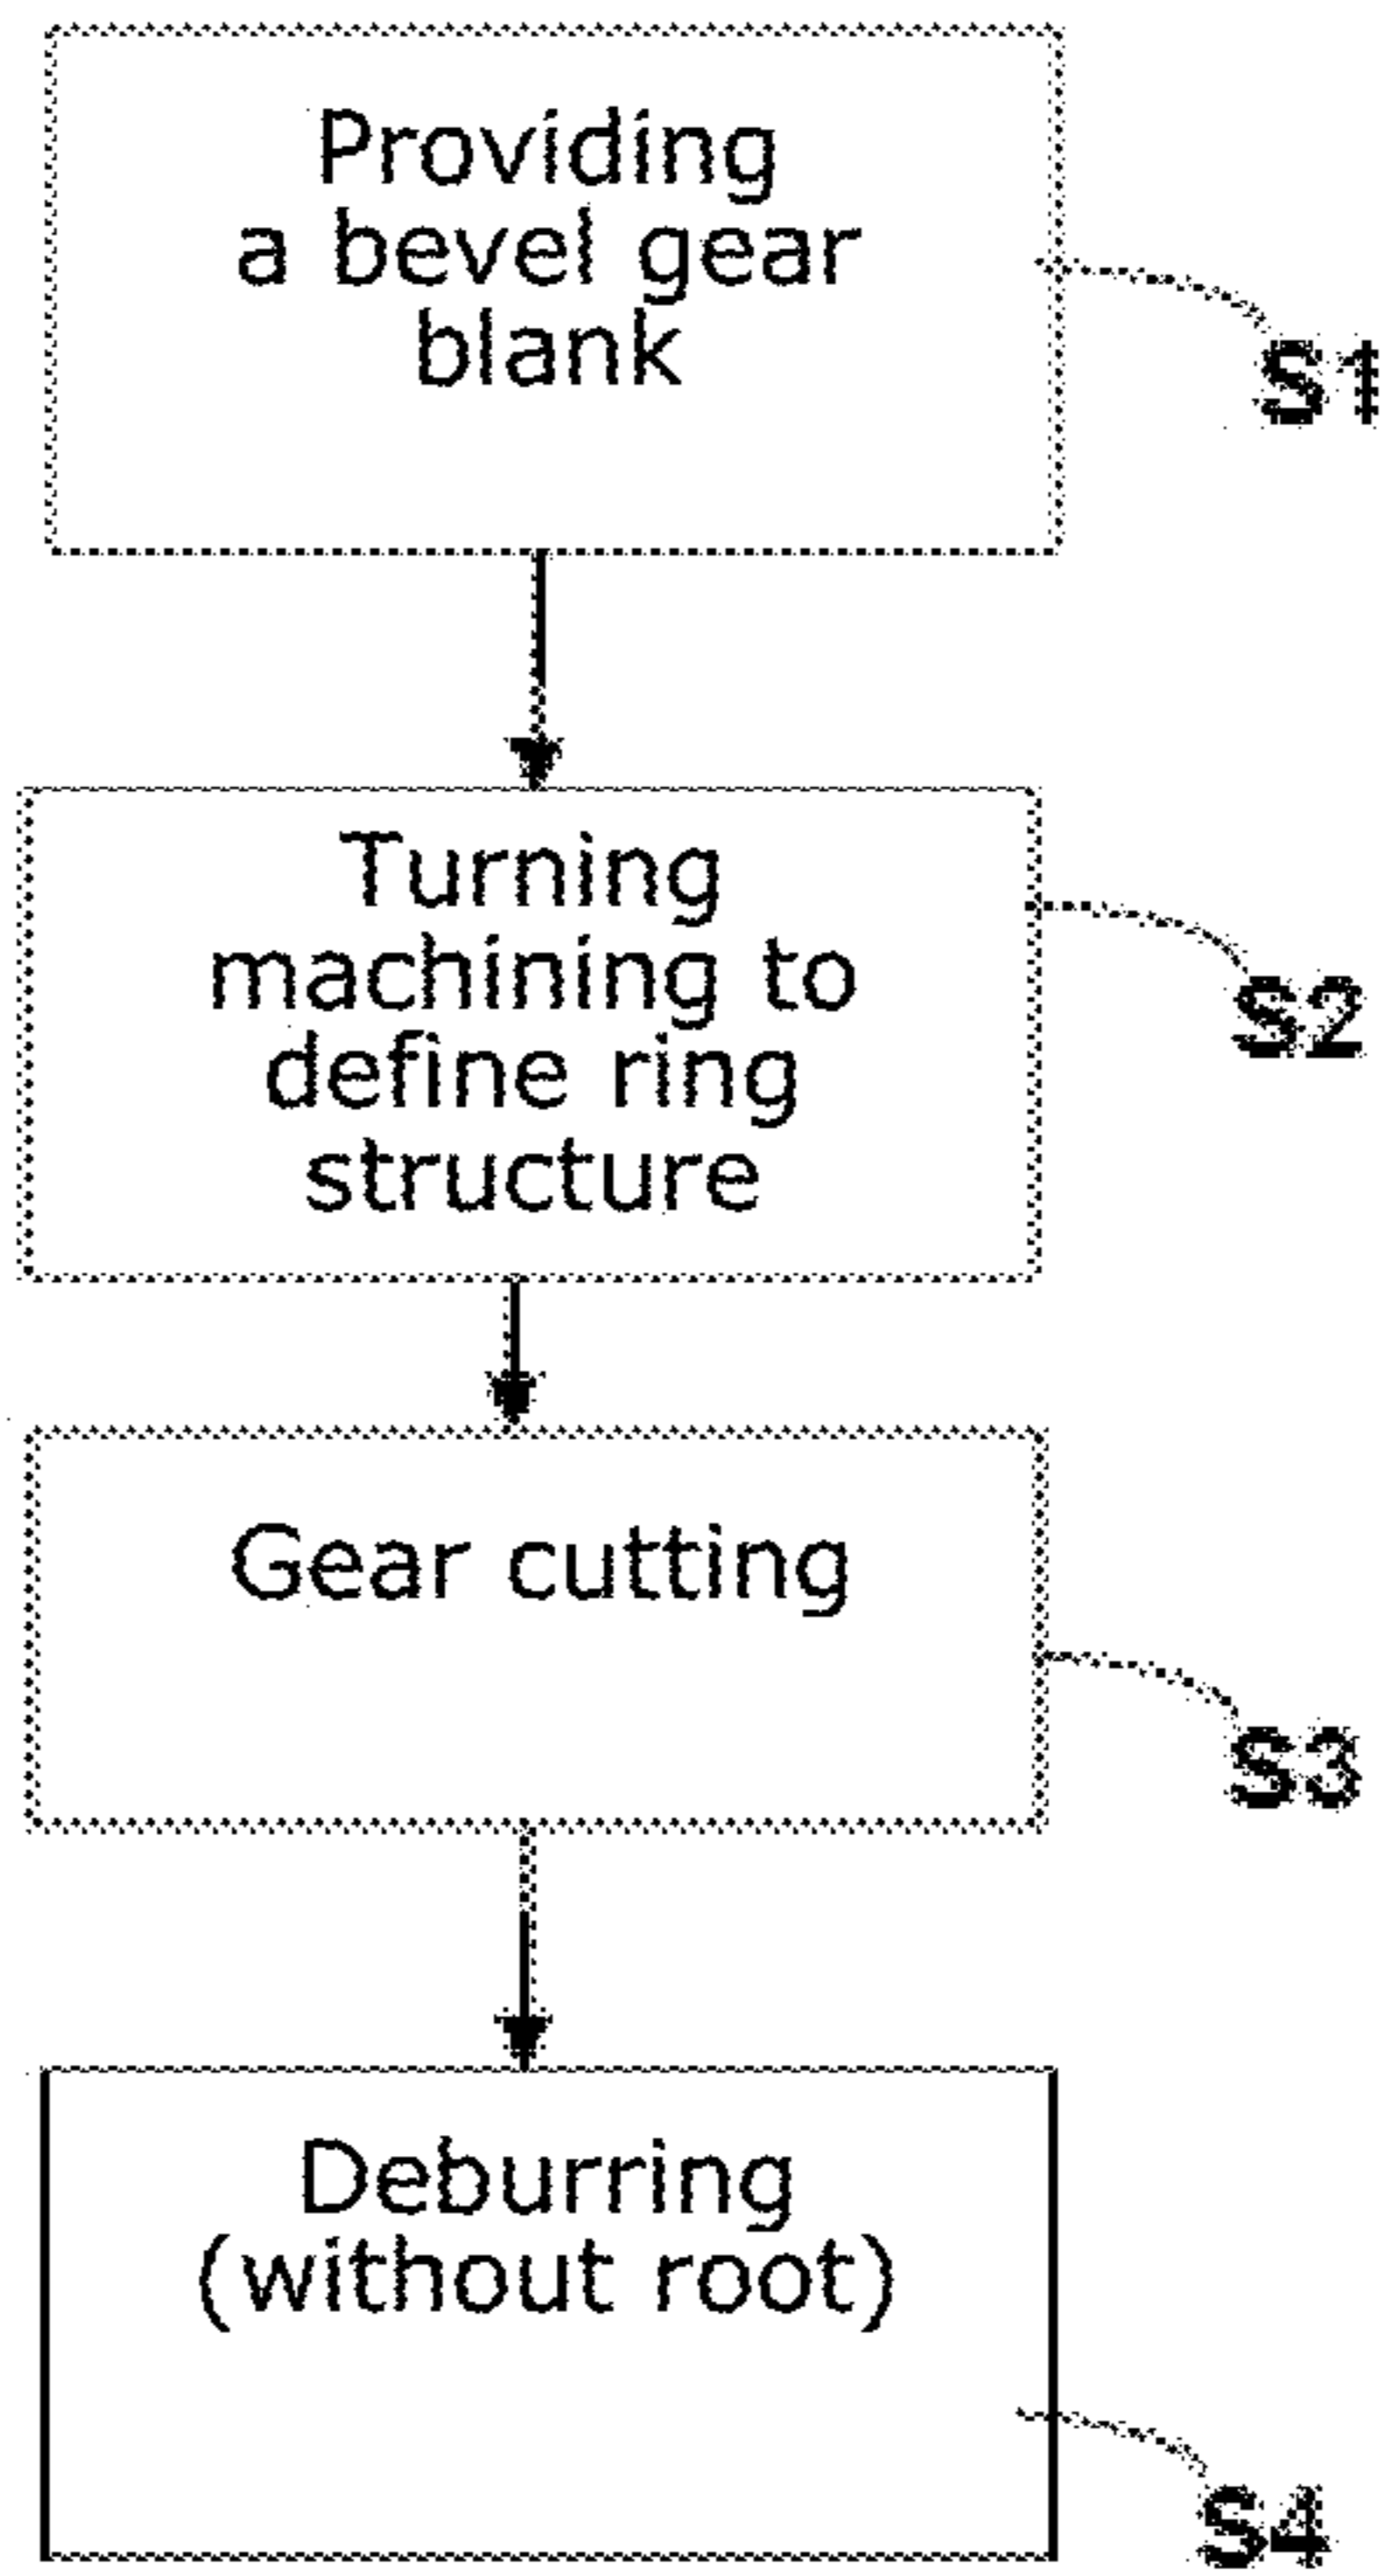 Providing
a bevel gear
blank
S1
Turning
machining to
define ring
structure
S2
Gear cutting
S3
Deburring
(without root)
S4